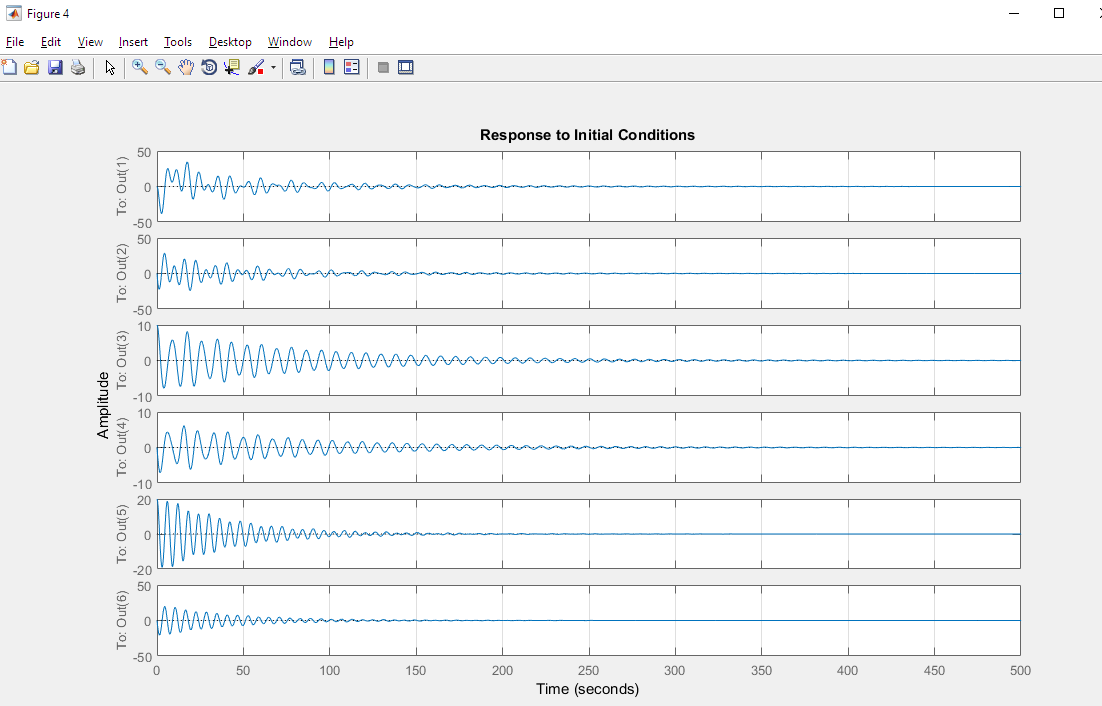 Figure 4
File Edit View Insert Tools Desktop Window Help
Response to Initial Conditions
Amplitude
To: Out(1)
50
0
-50
To: Out(2)
50
0
-50
To: Out(3)
10
0
-10
To: Out(4)
10
0
-10
To: Out(5)
20
0
-20
To: Out(6)
50
0
-50
0 50 100 150 200 250 300 350 400 450 500
Time (seconds)